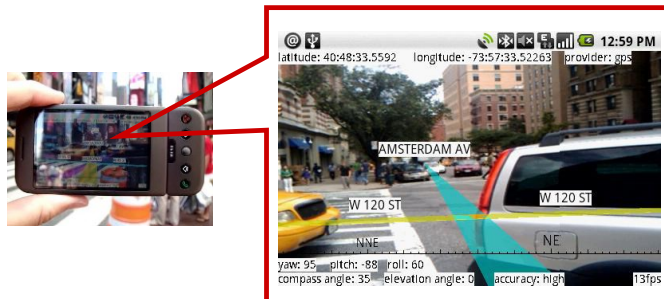 12:59 PM
latitude: 40:48:33.5592 longitude: -73:57:33.52263 provider: gps
AMSTERDAM AV
W 120 ST W 120 ST
NNE NE
yaw: 95 pitch: -88 roll: 60
compass angle: 35 elevation angle: 0 accuracy: high 13fps